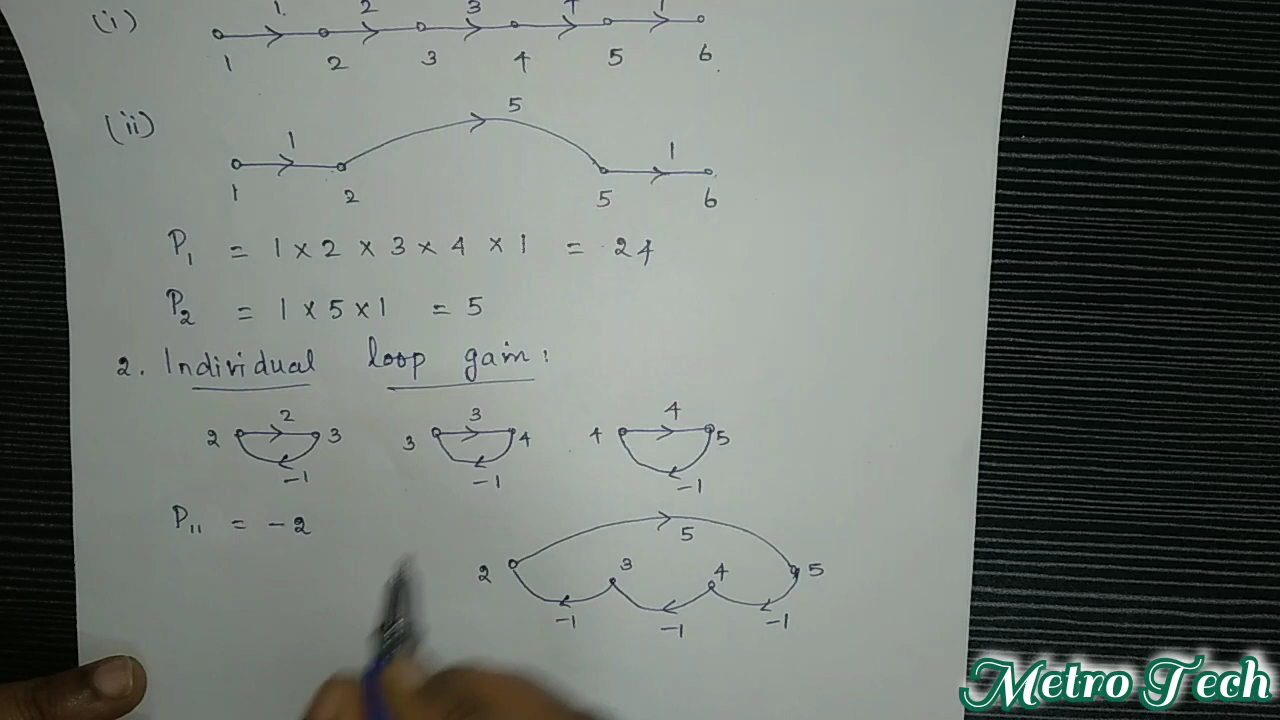 (i) 1 2 3 4 1
1 2 3 4 5 6
(ii) 5
1 1
1 2 5 6
P₁ = 1 × 2 × 3 × 4 × 1 = 24
P₂ = 1 × 5 × 1 = 5
2. Individual loop gain:
2 3 4
2 3 3 4 4 5
-1 -1 -1
P₁₁ = -2
5
2 3 4 5
-1 -1 -1
Metro Tech